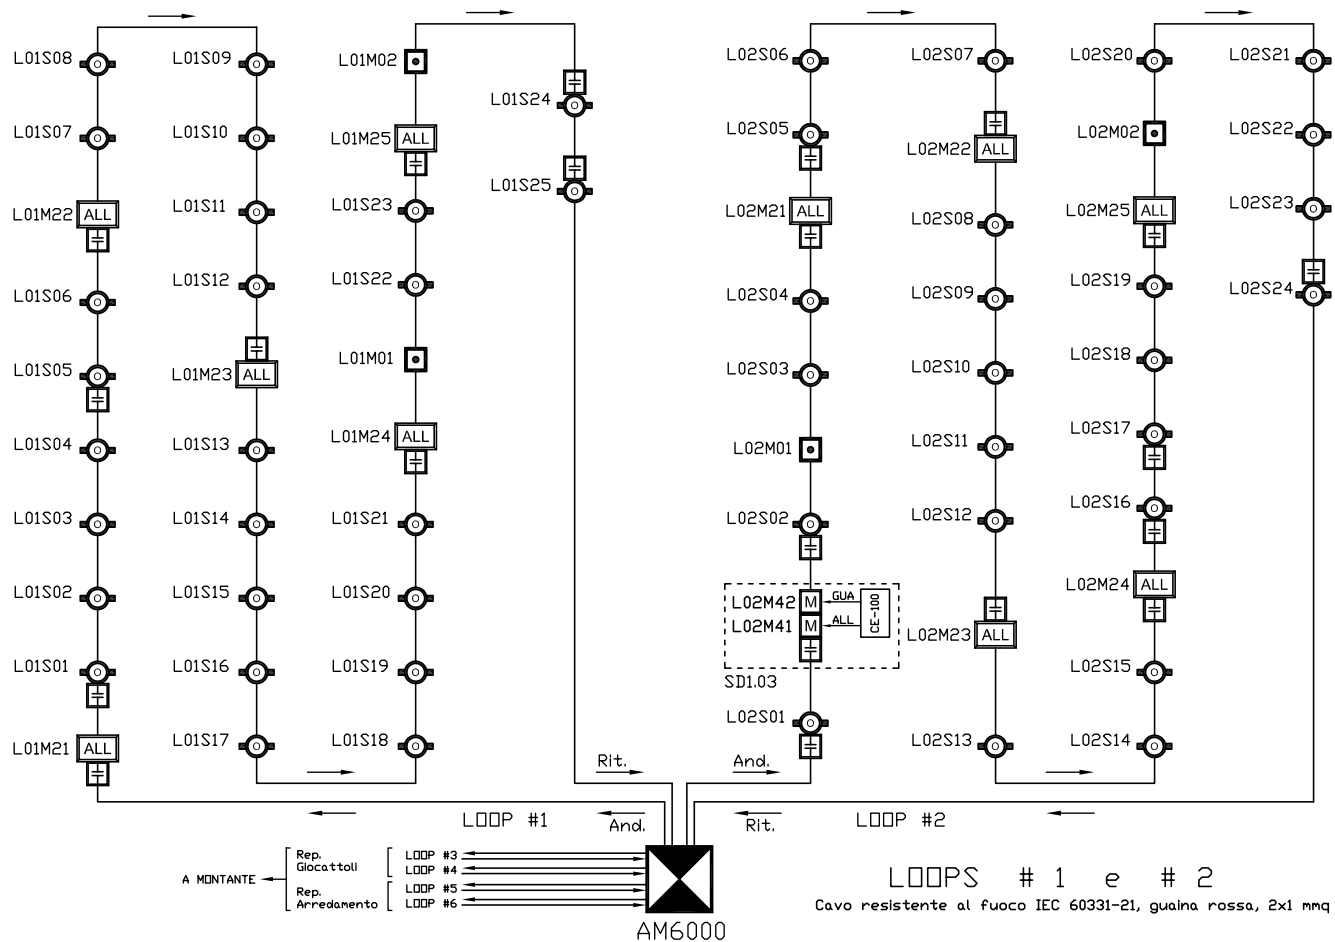 L01S08
L01S07
L01M22
ALL
L01S06
L01S05
L01S04
L01S03
L01S02
L01S01
L01M21
ALL
L01S09
L01S10
L01S11
L01S12
L01M23
ALL
L01S13
L01S14
L01S15
L01S16
L01S17
L01M02
L01M25
ALL
L01S23
L01S22
L01M01
L01M24
ALL
L01S21
L01S20
L01S19
L01S18
L01S24
L01S25
L02S06
L02S05
L02M21
ALL
L02S04
L02S03
L02M01
L02S02
L02M42
M
GUA
L02M41
M
ALL
CE-100
SD1.03
L02S01
L02S07
L02M22
ALL
L02S08
L02S09
L02S10
L02S11
L02S12
L02M23
ALL
L02S13
L02S20
L02M02
L02M25
ALL
L02S19
L02S18
L02S17
L02S16
L02M24
ALL
L02S15
L02S14
L02S21
L02S22
L02S23
L02S24
Rit.
And.
LOOP #1
And.
Rit.
LOOP #2
A MONTANTE
Rep.
Giocattoli
LOOP #3
LOOP #4
Rep.
Arredamento
LOOP #5
LOOP #6
AM6000
LOOPS # 1 e # 2
Cavo resistente al fuoco IEC 60331-21, guaina rossa, 2x1 mmq